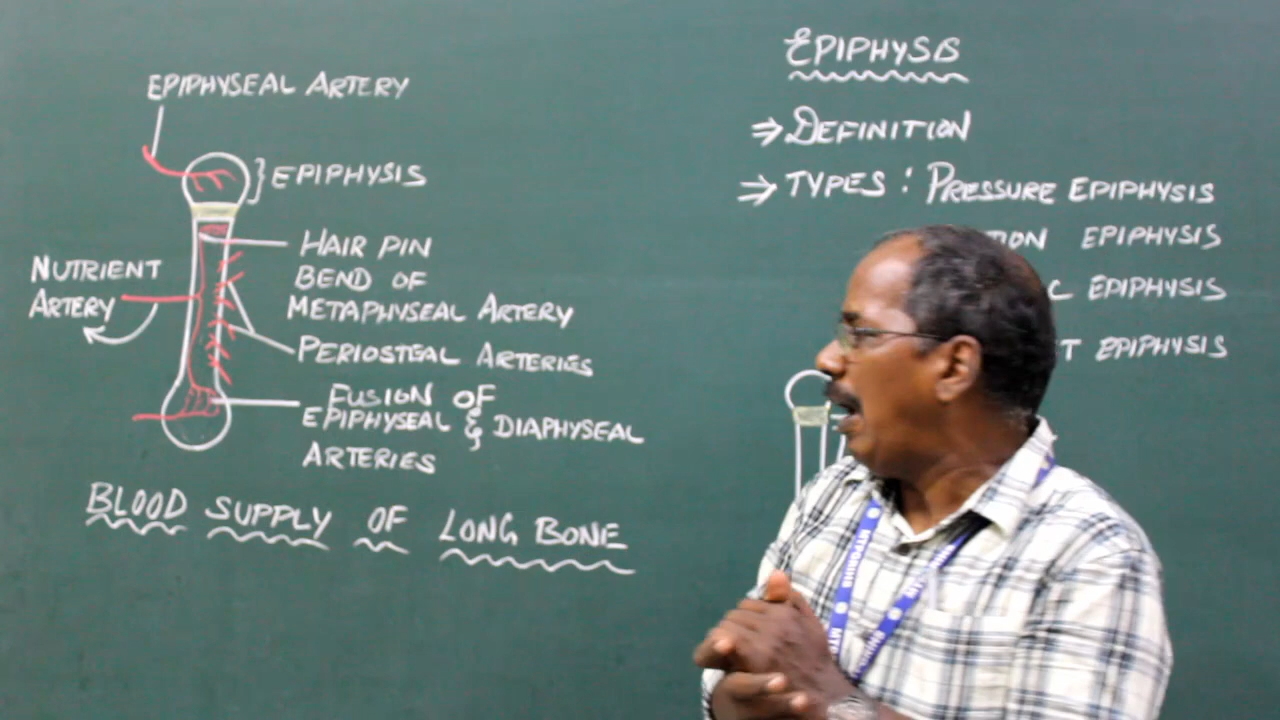 EPIPHYSEAL ARTERY
EPIPHYSIS
HAIR PIN
BEND OF
METAPHYSEAL ARTERY
NUTRIENT
ARTERY
PERIOSTEAL ARTERIES
FUSION OF
EPIPHYSEAL & DIAPHYSEAL
ARTERIES
BLOOD SUPPLY OF LONG BONE
EPIPHYSIS
⇒ DEFINITION
⇒ TYPES : PRESSURE EPIPHYSIS
TION EPIPHYSIS
C EPIPHYSIS
T EPIPHYSIS